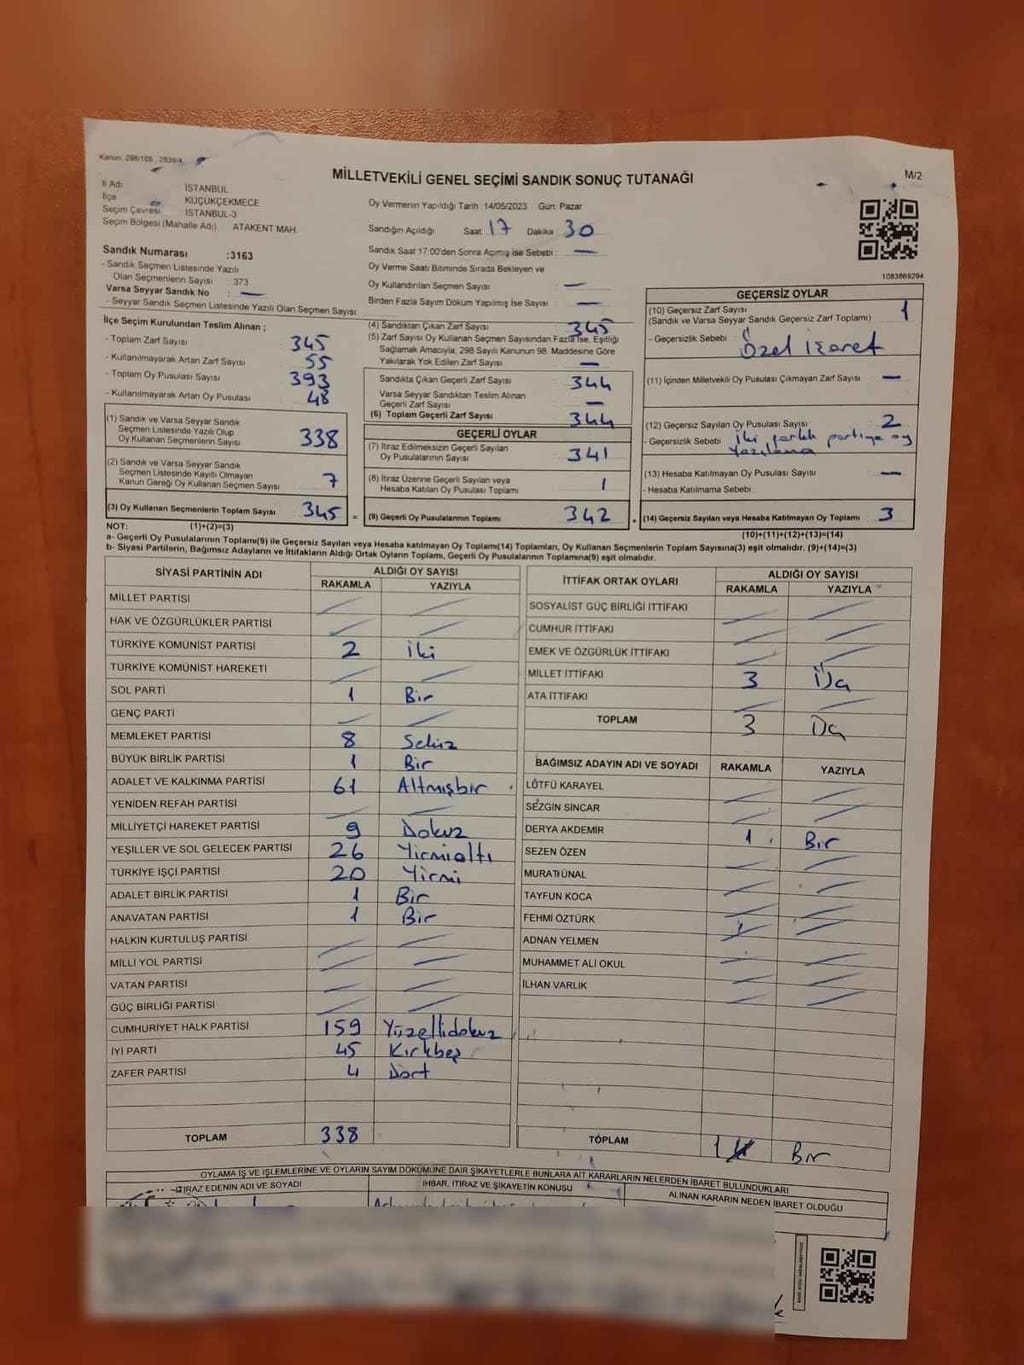 Kanun, 298/105, 2839/4
MİLLETVEKİLİ GENEL SEÇİMİ SANDIK SONUÇ TUTANAĞI
M/2
İl Adı İSTANBUL
İlçe KÜÇÜKÇEKMECE
Seçim Çevresi İSTANBUL-3
Seçim Bölgesi (Mahalle Adı) ATAKENT MAH.
Oy Vermenin Yapıldığı Tarih :14/05/2023 Gün: Pazar
Sandığın Açıldığı Saat 17 Dakika 30
Sandık Saat 17.00'den Sonra Açılmış ise Sebebi : —
Oy Verme Saati Bitiminde Sırada Bekleyen ve
Oy Kullandırılan Seçmen Sayısı : —
Birden Fazla Sayım Döküm Yapılmış İse Sayısı : —
1083869294
Sandık Numarası :3163
- Sandık Seçmen Listesinde Yazılı
Olan Seçmenlerin Sayısı : 373
Varsa Seyyar Sandık No : —
- Seyyar Sandık Seçmen Listesinde Yazılı Olan Seçmen Sayısı:
İlçe Seçim Kurulundan Teslim Alınan ;
- Toplam Zarf Sayısı 345
- Kullanılmayarak Artan Zarf Sayısı 55
- Toplam Oy Pusulası Sayısı 393
- Kullanılmayarak Artan Oy Pusulası 48
(1) Sandık ve Varsa Seyyar Sandık
Seçmen Listesinde Yazılı Olup
Oy Kullanan Seçmenlerin Sayısı 338
(2) Sandık ve Varsa Seyyar Sandık
Seçmen Listesinde Kayıtlı Olmayan
Kanun Gereği Oy Kullanan Seçmen Sayısı 7
(3) Oy Kullanan Seçmenlerin Toplam Sayısı 345
(4) Sandıktan Çıkan Zarf Sayısı 345
(5) Zarf Sayısı Oy Kullanan Seçmen Sayısından Fazla ise, Eşitliği
Sağlamak Amacıyla; 298 Sayılı Kanunun 98. Maddesine Göre
Yakılarak Yok Edilen Zarf Sayısı —
Sandıkta Çıkan Geçerli Zarf Sayısı 344
Varsa Seyyar Sandıktan Teslim Alınan
Geçerli Zarf Sayısı —
(6) Toplam Geçerli Zarf Sayısı 344
GEÇERLİ OYLAR
(7) İtiraz Edilmeksizin Geçerli Sayılan
Oy Pusulalarının Sayısı 341
(8) İtiraz Üzerine Geçerli Sayılan veya
Hesaba Katılan Oy Pusulası Toplamı 1
= (9) Geçerli Oy Pusulalarının Toplamı 342
GEÇERSİZ OYLAR
(10) Geçersiz Zarf Sayısı
(Sandık ve Varsa Seyyar Sandık Geçersiz Zarf Toplamı) 1
- Geçersizlik Sebebi Özel işaret
(11) İçinden Milletvekili Oy Pusulası Çıkmayan Zarf Sayısı —
(12) Geçersiz Sayılan Oy Pusulası Sayısı 2
- Geçersizlik Sebebi iki farklı partiye oy
(13) Hesaba Katılmayan Oy Pusulası Sayısı —
- Hesaba Katılmama Sebebi
+ (14) Geçersiz Sayılan veya Hesaba Katılmayan Oy Toplamı 3
NOT: (1)+(2)=(3)
(10)+(11)+(12)+(13)=(14)
a- Geçerli Oy Pusulalarının Toplamı(9) ile Geçersiz Sayılan veya Hesaba katılmayan Oy Toplamı(14) Toplamları, Oy Kullanan Seçmenlerin Toplam Sayısına(3) eşit olmalıdır. (9)+(14)=(3)
b- Siyasi Partilerin, Bağımsız Adayların ve İttifakların Aldığı Ortak Oyların Toplamı, Geçerli Oy Pusulalarının Toplamına(9) eşit olmalıdır.
SİYASİ PARTİNİN ADI ALDIĞI OY SAYISI
RAKAMLA YAZIYLA
MİLLET PARTİSİ
HAK VE ÖZGÜRLÜKLER PARTİSİ
TÜRKİYE KOMÜNİST PARTİSİ 2 iki
TÜRKİYE KOMÜNİST HAREKETİ
SOL PARTİ 1 Bir
GENÇ PARTİ
MEMLEKET PARTİSİ 8 Sekiz
BÜYÜK BİRLİK PARTİSİ 1 Bir
ADALET VE KALKINMA PARTİSİ 61 Altmışbir
YENİDEN REFAH PARTİSİ
MİLLİYETÇİ HAREKET PARTİSİ 9 Dokuz
YEŞİLLER VE SOL GELECEK PARTİSİ 26 Yirmialtı
TÜRKİYE İŞÇİ PARTİSİ 20 Yirmi
ADALET BİRLİK PARTİSİ 1 Bir
ANAVATAN PARTİSİ 1 Bir
HALKIN KURTULUŞ PARTİSİ
MİLLİ YOL PARTİSİ
VATAN PARTİSİ
GÜÇ BİRLİĞİ PARTİSİ
CUMHURİYET HALK PARTİSİ 159 Yüzellidokuz
İYİ PARTİ 45 Kırkbeş
ZAFER PARTİSİ 4 Dört
TOPLAM 338
İTTİFAK ORTAK OYLARI ALDIĞI OY SAYISI
RAKAMLA YAZIYLA
SOSYALİST GÜÇ BİRLİĞİ İTTİFAKI
CUMHUR İTTİFAKI
EMEK VE ÖZGÜRLÜK İTTİFAKI
MİLLET İTTİFAKI 3 Üç
ATA İTTİFAKI
TOPLAM 3 Üç
BAĞIMSIZ ADAYIN ADI VE SOYADI RAKAMLA YAZIYLA
LÜTFÜ KARAYEL
SEZGİN SİNCAR
DERYA AKDEMİR 1 Bir
SEZEN ÖZEN
MURAT ÜNAL
TAYFUN KOCA
FEHMİ ÖZTÜRK
ADNAN YELMEN
MUHAMMET ALİ OKUL
İLHAN VARLIK
TOPLAM 1 Bir
OYLAMA İŞ VE İŞLEMLERİNE VE OYLARIN SAYIM DÖKÜMÜNE DAİR ŞİKAYETLERLE BUNLARA AİT KARARLARIN NELERDEN İBARET BULUNDUKLARI
İTİRAZ EDENİN ADI VE SOYADI İHBAR, İTİRAZ VE ŞİKAYETİN KONUSU ALINAN KARARIN NEDEN İBARET OLDUĞU